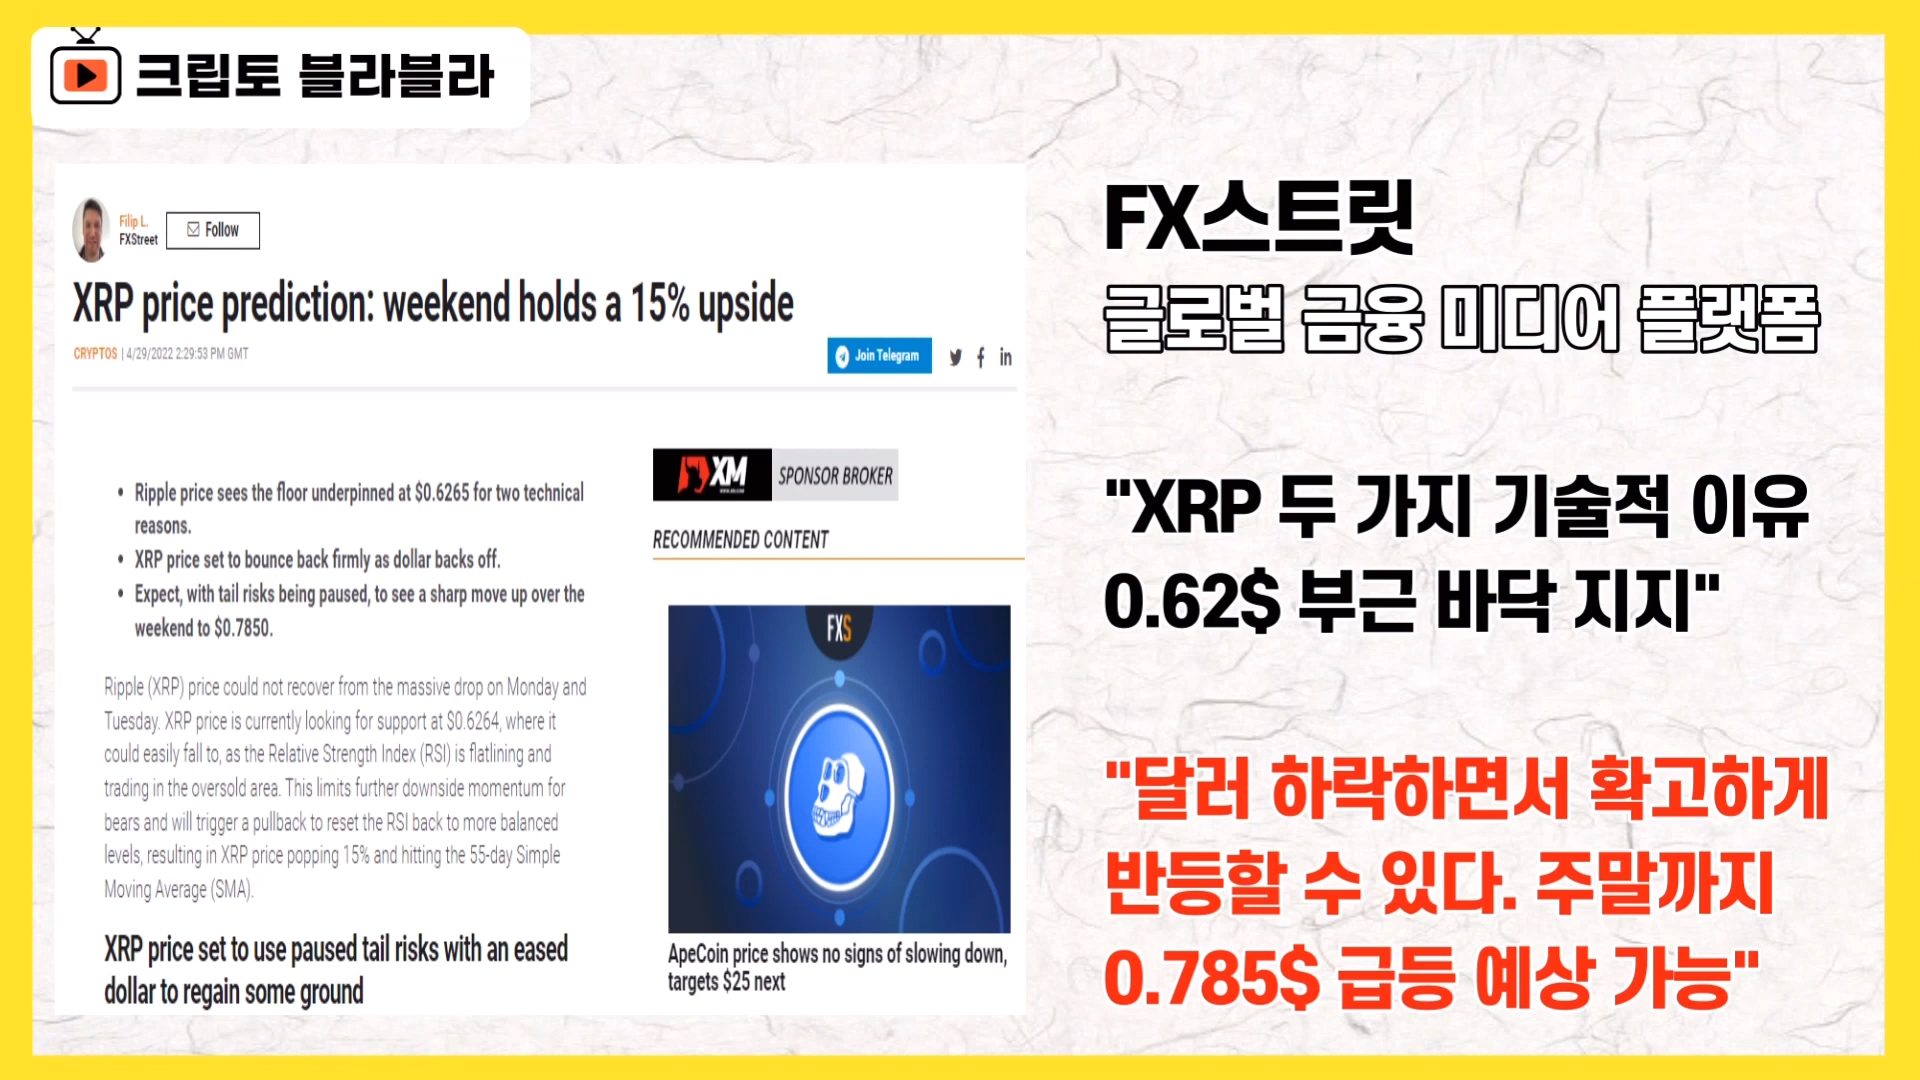 크립토 블라블라
Filip L.
FXStreet
Follow
XRP price prediction: weekend holds a 15% upside
CRYPTOS | 4/29/2022 2:29:53 PM GMT
Join Telegram
• Ripple price sees the floor underpinned at $0.6265 for two technical
reasons.
• XRP price set to bounce back firmly as dollar backs off.
• Expect, with tail risks being paused, to see a sharp move up over the
weekend to $0.7850.
Ripple (XRP) price could not recover from the massive drop on Monday and
Tuesday. XRP price is currently looking for support at $0.6264, where it
could easily fall to, as the Relative Strength Index (RSI) is flatlining and
trading in the oversold area. This limits further downside momentum for
bears and will trigger a pullback to reset the RSI back to more balanced
levels, resulting in XRP price popping 15% and hitting the 55-day Simple
Moving Average (SMA).
XRP price set to use paused tail risks with an eased
dollar to regain some ground
XM
SPONSOR BROKER
RECOMMENDED CONTENT
FXS
ApeCoin price shows no signs of slowing down,
targets $25 next
FX스트릿
글로벌 금융 미디어 플랫폼
"XRP 두 가지 기술적 이유
0.62$ 부근 바닥 지지"
"달러 하락하면서 확고하게
반등할 수 있다. 주말까지
0.785$ 급등 예상 가능"